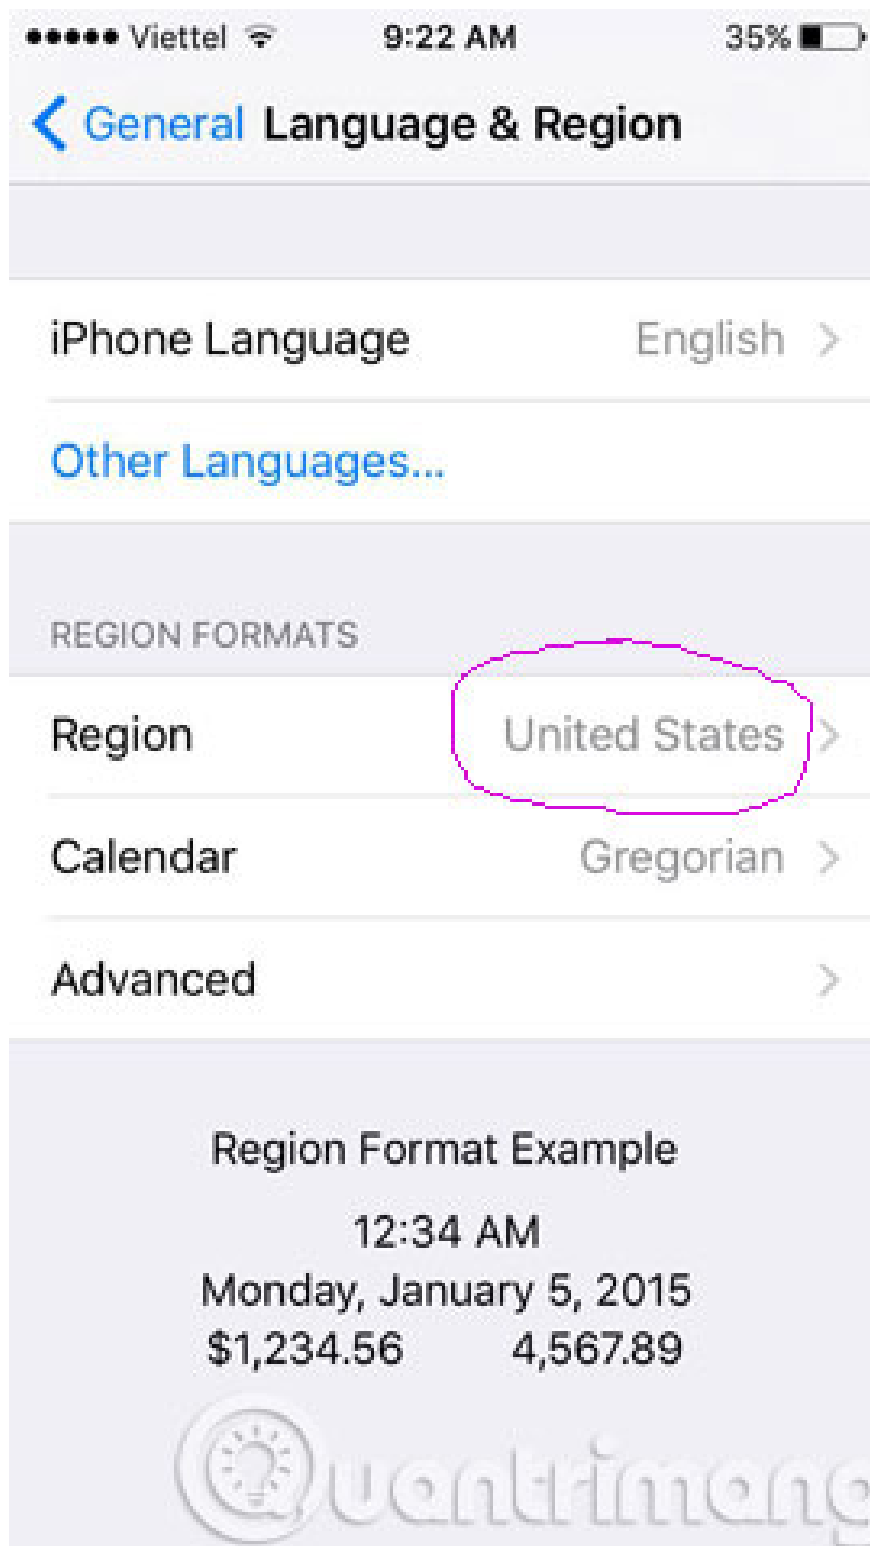 Viettel 9:22 AM 35%
General Language & Region
iPhone Language English
Other Languages...
REGION FORMATS
Region United States
Calendar Gregorian
Advanced
Region Format Example
12:34 AM
Monday, January 5, 2015
$1,234.56 4,567.89
Quantrimang